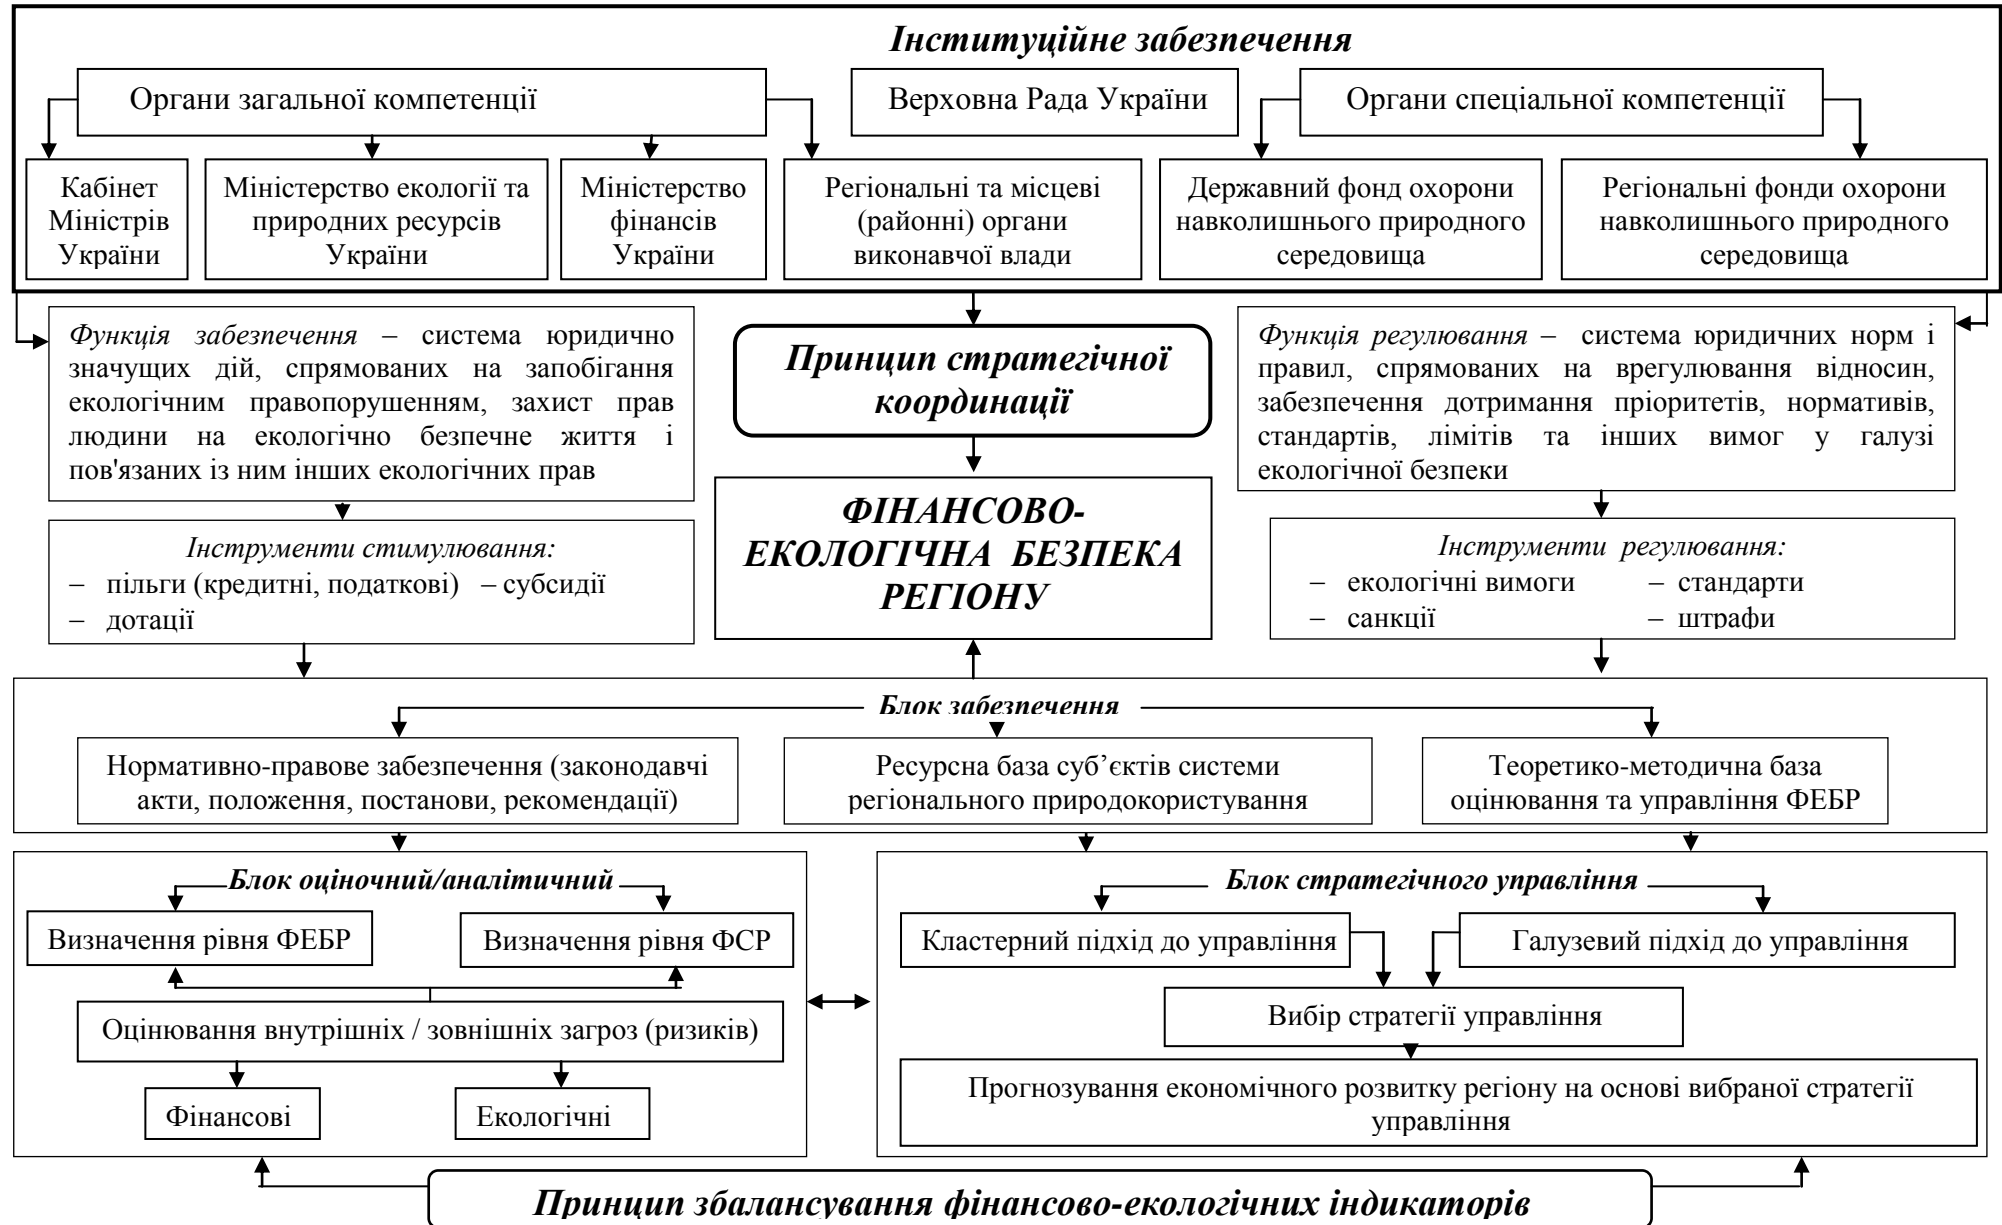 Інституційне забезпечення
Органи загальної компетенції
Верховна Рада України
Органи спеціальної компетенції
Кабінет
Міністрів
України
Міністерство екології та
природних ресурсів
України
Міністерство
фінансів
України
Регіональні та місцеві
(районні) органи
виконавчої влади
Державний фонд охорони
навколишнього природного
середовища
Регіональні фонди охорони
навколишнього природного
середовища
Функція забезпечення – система юридично
значущих дій, спрямованих на запобігання
екологічним правопорушенням, захист прав
людини на екологічно безпечне життя і
пов'язаних із ним інших екологічних прав
Принцип стратегічної
координації
Функція регулювання – система юридичних норм і
правил, спрямованих на врегулювання відносин,
забезпечення дотримання пріоритетів, нормативів,
стандартів, лімітів та інших вимог у галузі
екологічної безпеки
ФІНАНСОВО-
ЕКОЛОГІЧНА БЕЗПЕКА
РЕГІОНУ
Інструменти стимулювання:
– пільги (кредитні, податкові) – субсидії
– дотації
Інструменти регулювання:
– екологічні вимоги – стандарти
– санкції – штрафи
Блок забезпечення
Нормативно-правове забезпечення (законодавчі
акти, положення, постанови, рекомендації)
Ресурсна база суб’єктів системи
регіонального природокористування
Теоретико-методична база
оцінювання та управління ФЕБР
Блок оціночний/аналітичний
Визначення рівня ФЕБР
Визначення рівня ФСР
Оцінювання внутрішніх / зовнішніх загроз (ризиків)
Фінансові
Екологічні
Блок стратегічного управління
Кластерний підхід до управління
Галузевий підхід до управління
Вибір стратегії управління
Прогнозування економічного розвитку регіону на основі вибраної стратегії
управління
Принцип збалансування фінансово-екологічних індикаторів